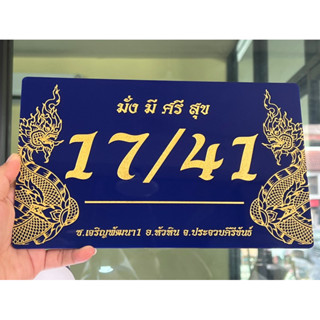 มั่ง มี ศรี สุข
17/41
ซ.เจริญพัฒนา1 อ.หัวหิน จ.ประจวบคีรีขันธ์